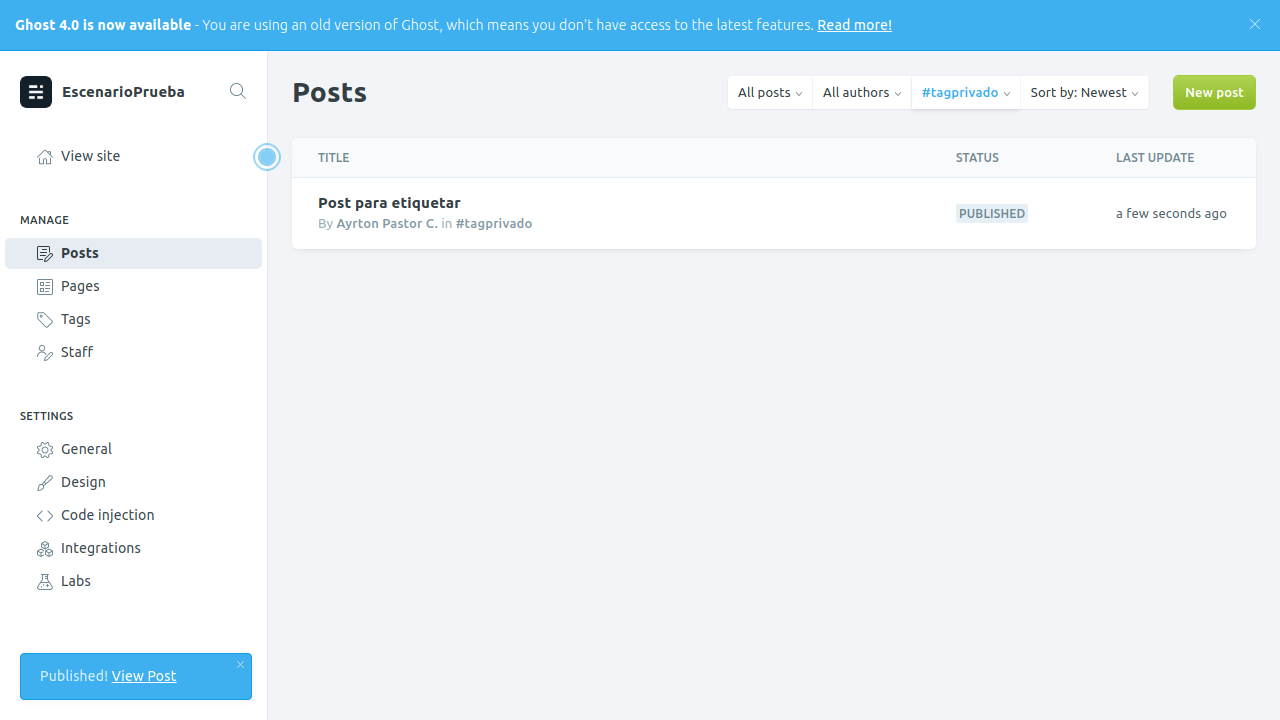 Ghost 4.0 is now available - You are using an old version of Ghost, which means you don't have access to the latest features. Read more!
EscenarioPrueba
View site
MANAGE
Posts
Pages
Tags
Staff
SETTINGS
General
Design
Code injection
Integrations
Labs
Published! View Post
Posts
All posts
All authors
#tagprivado
Sort by: Newest
New post
TITLE STATUS LAST UPDATE
Post para etiquetar
By Ayrton Pastor C. in #tagprivado
PUBLISHED
a few seconds ago